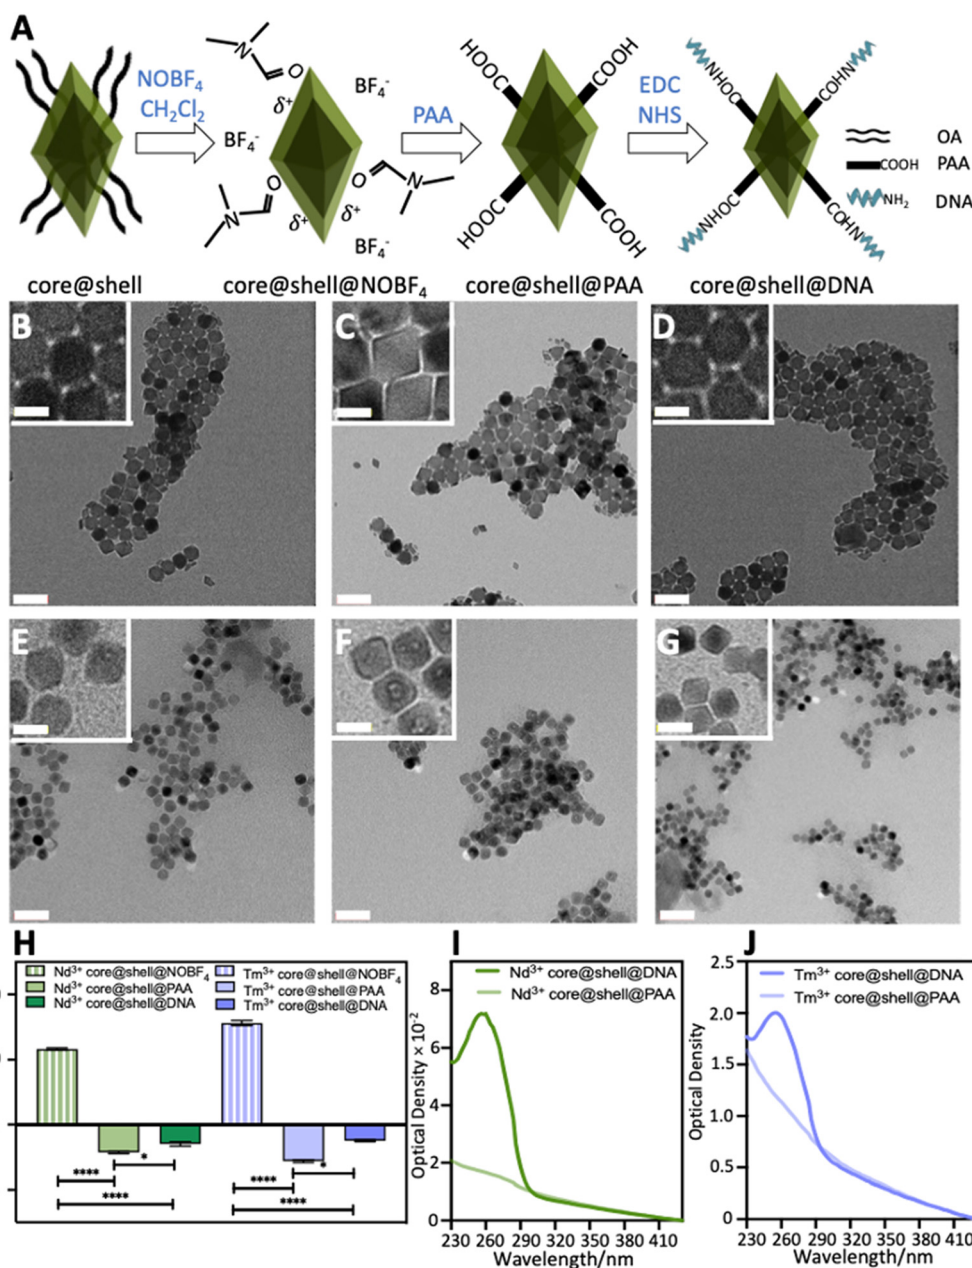 A
NOBF4
CH2Cl2
N
O
δ+
BF4-
BF4-
N
O
δ+
O
N
δ+
BF4-
PAA
HOOC
COOH
HOOC
COOH
EDC
NHS
NHOC
COHN
NHOC
COHN
OA
COOH PAA
NH2 DNA
core@shell
core@shell@NOBF4
core@shell@PAA
core@shell@DNA
B
C
D
E
F
G
H
Nd3+ core@shell@NOBF4
Nd3+ core@shell@PAA
Nd3+ core@shell@DNA
Tm3+ core@shell@NOBF4
Tm3+ core@shell@PAA
Tm3+ core@shell@DNA
*
****
****
*
****
****
I
Nd3+ core@shell@DNA
Nd3+ core@shell@PAA
Optical Density × 10-2
8
6
4
2
0
230 260 290 320 350 380 410
Wavelength/nm
J
Tm3+ core@shell@DNA
Tm3+ core@shell@PAA
Optical Density
2.5
2.0
1.5
1.0
0.5
0
230 260 290 320 350 380 410
Wavelength/nm